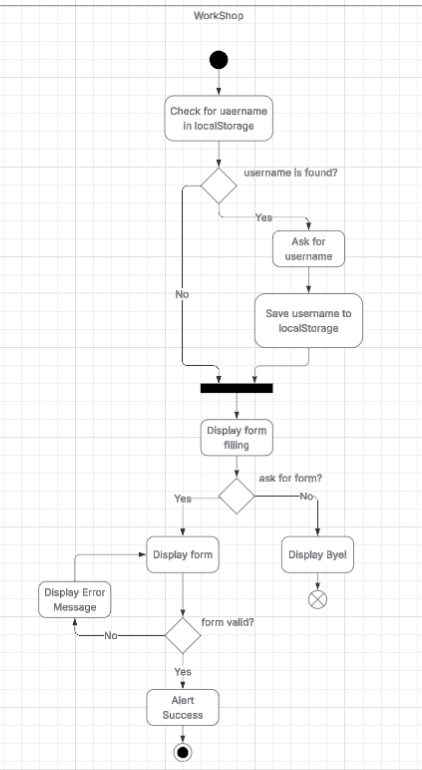 WorkShop
Check for username
in localStorage
username is found?
Yes
Ask for
username
No
Save username to
localStorage
Display form
filling
ask for form?
Yes
No
Display form
Display Bye!
Display Error
Message
form valid?
No
Yes
Alert
Success